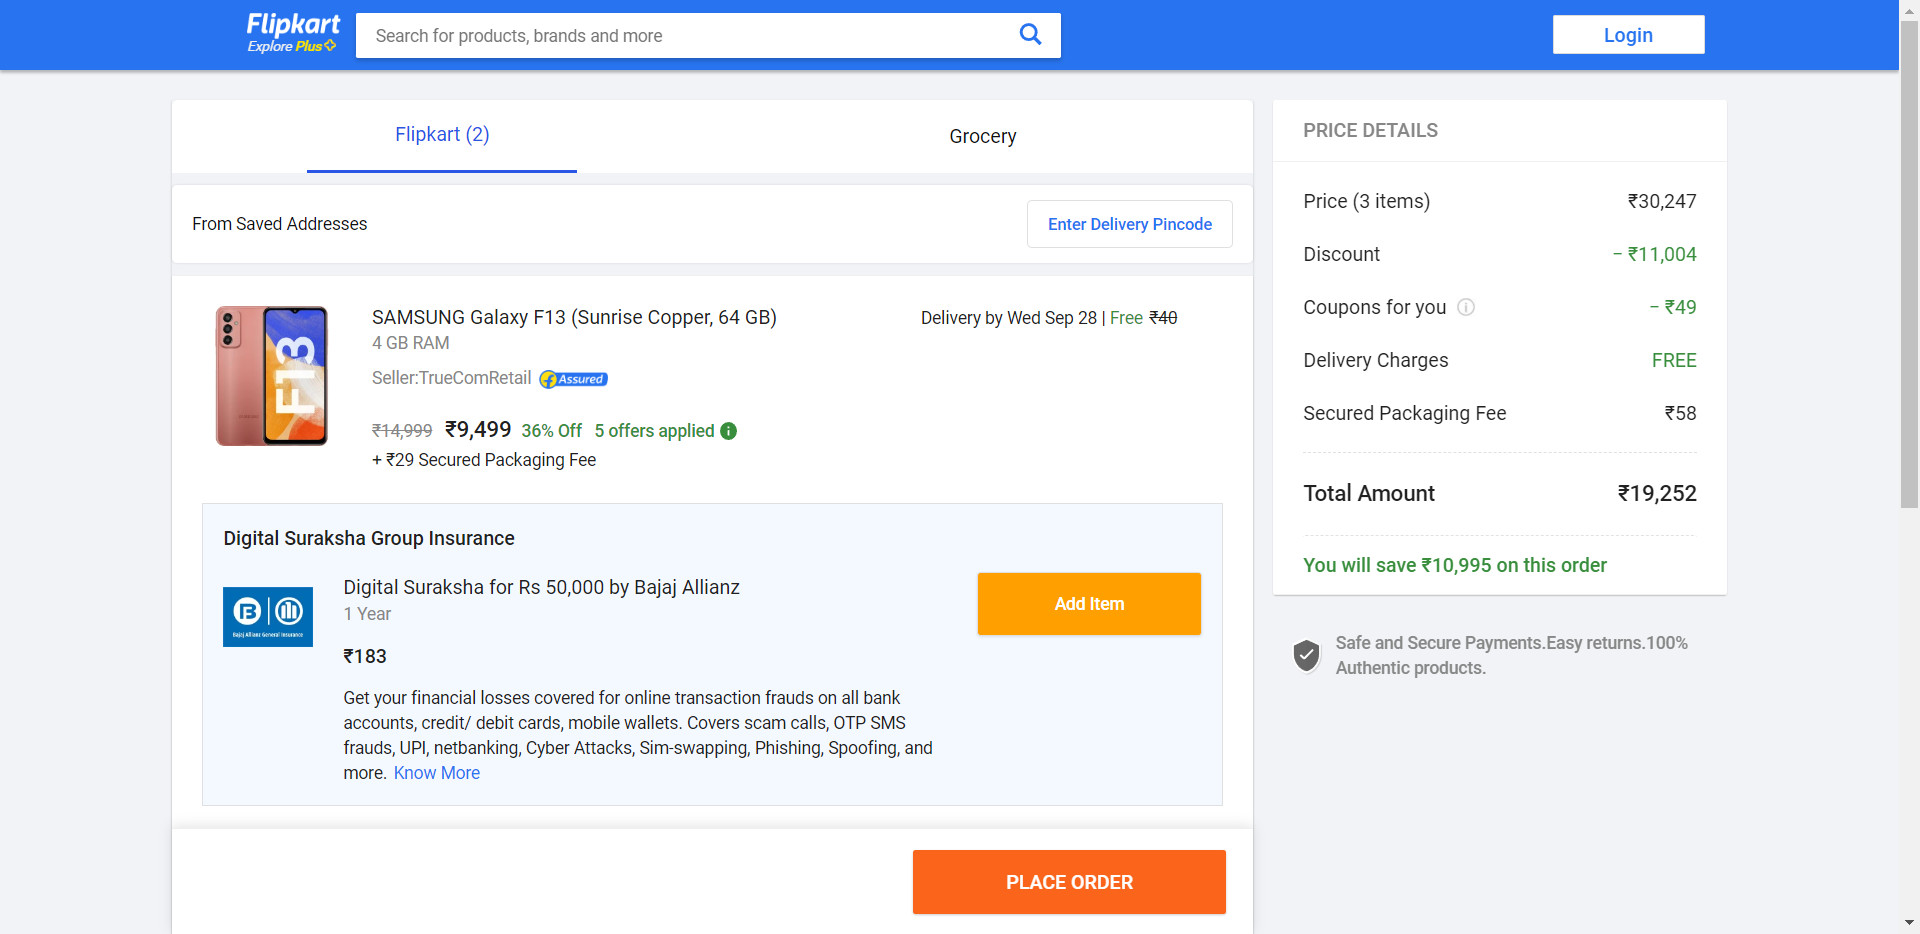 Flipkart
Explore Plus
Search for products, brands and more
Login
Flipkart (2)
Grocery
From Saved Addresses
Enter Delivery Pincode
F13
SAMSUNG Galaxy F13 (Sunrise Copper, 64 GB)
4 GB RAM
Seller:TrueComRetail
Assured
₹14,999 ₹9,499 36% Off 5 offers applied
+ ₹29 Secured Packaging Fee
Delivery by Wed Sep 28 | Free ₹40
Digital Suraksha Group Insurance
Bajaj Allianz General Insurance
Digital Suraksha for Rs 50,000 by Bajaj Allianz
1 Year
₹183
Get your financial losses covered for online transaction frauds on all bank
accounts, credit/ debit cards, mobile wallets. Covers scam calls, OTP SMS
frauds, UPI, netbanking, Cyber Attacks, Sim-swapping, Phishing, Spoofing, and
more. Know More
Add Item
PLACE ORDER
PRICE DETAILS
Price (3 items) ₹30,247
Discount − ₹11,004
Coupons for you − ₹49
Delivery Charges FREE
Secured Packaging Fee ₹58
Total Amount ₹19,252
You will save ₹10,995 on this order
Safe and Secure Payments.Easy returns.100%
Authentic products.